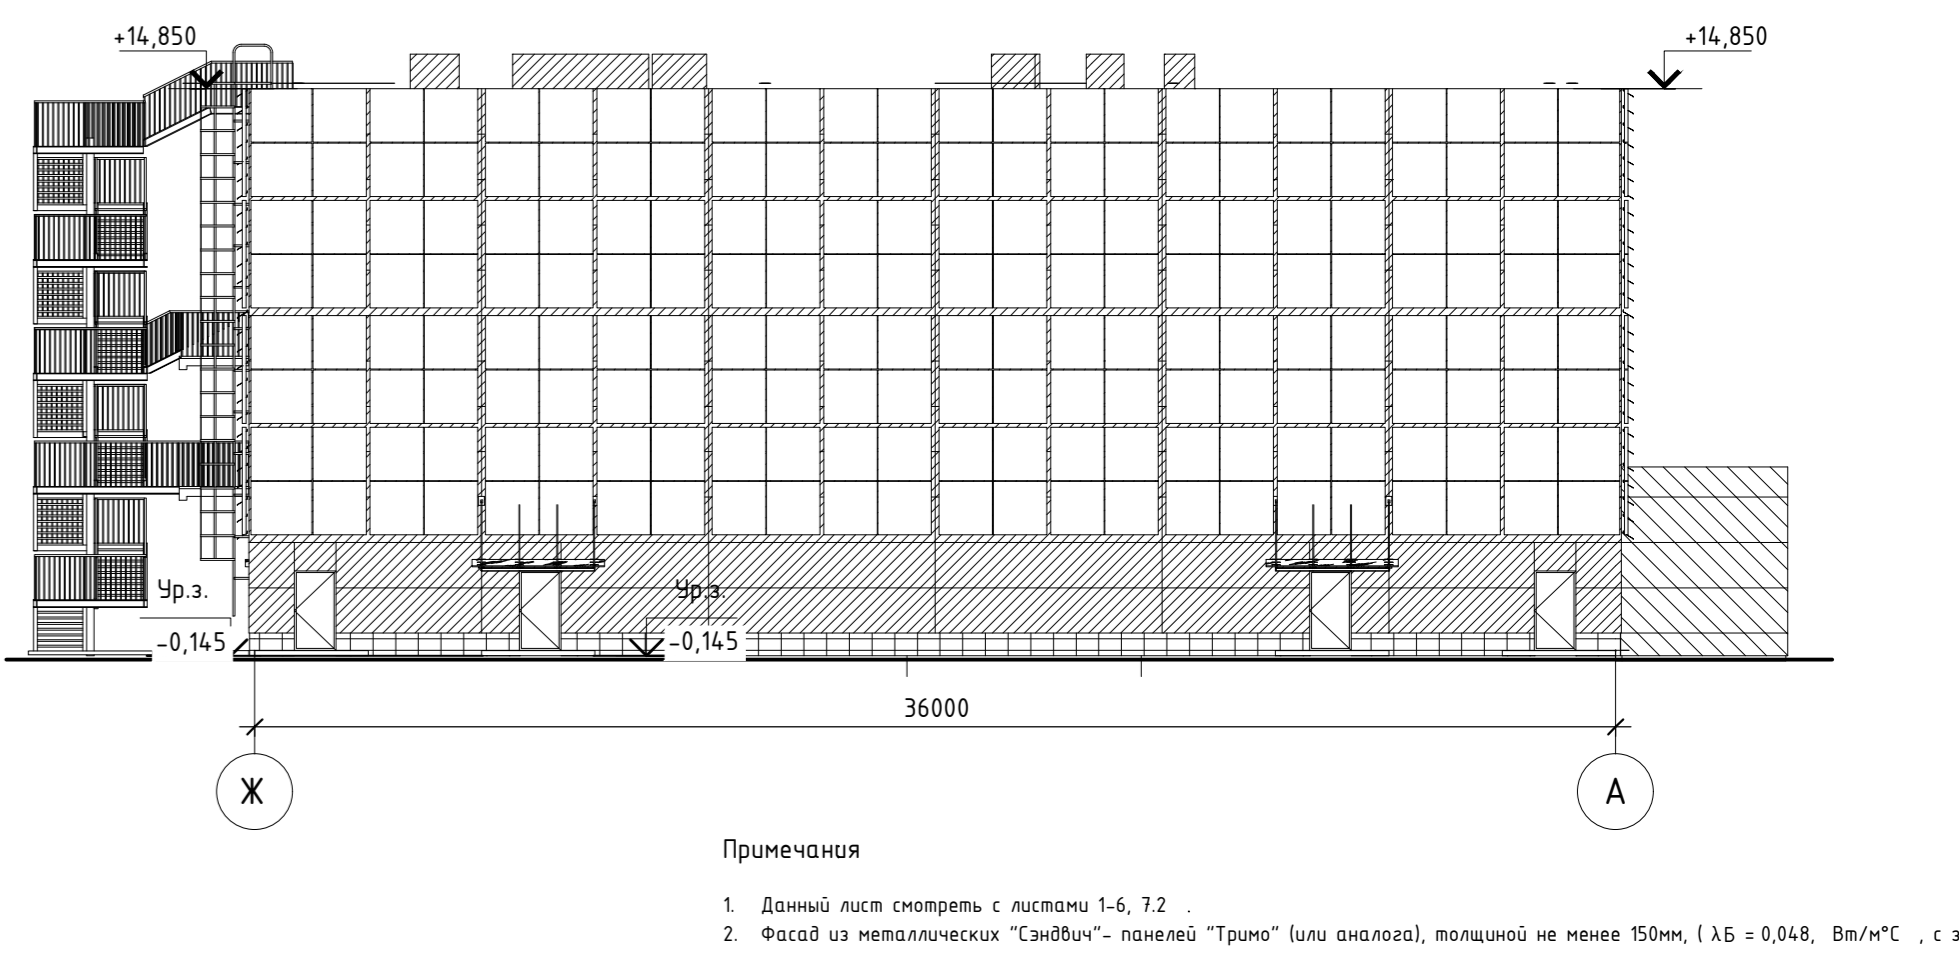 +14,850
+14,850
Ур.з.
-0,145
Ур.з.
-0,145
36000
Ж
А
Примечания
1. Данный лист смотреть с листами 1-6, 7.2 .
2. Фасад из металлических "Сэндвич"- панелей "Тримо" (или аналога), толщиной не менее 150мм, ( λБ = 0,048, Вт/м°С , с